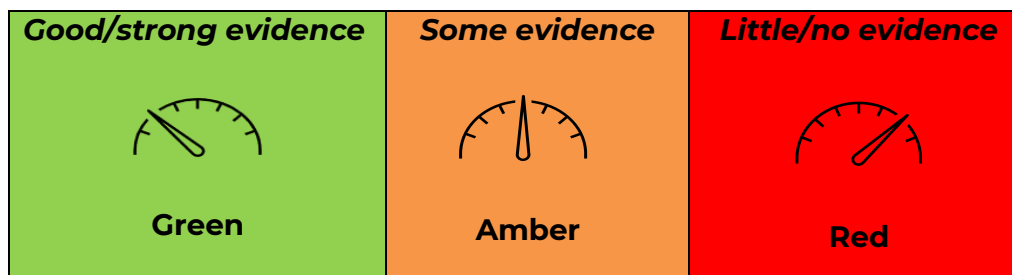 Good/strong evidence
Some evidence
Little/no evidence
Green
Amber
Red